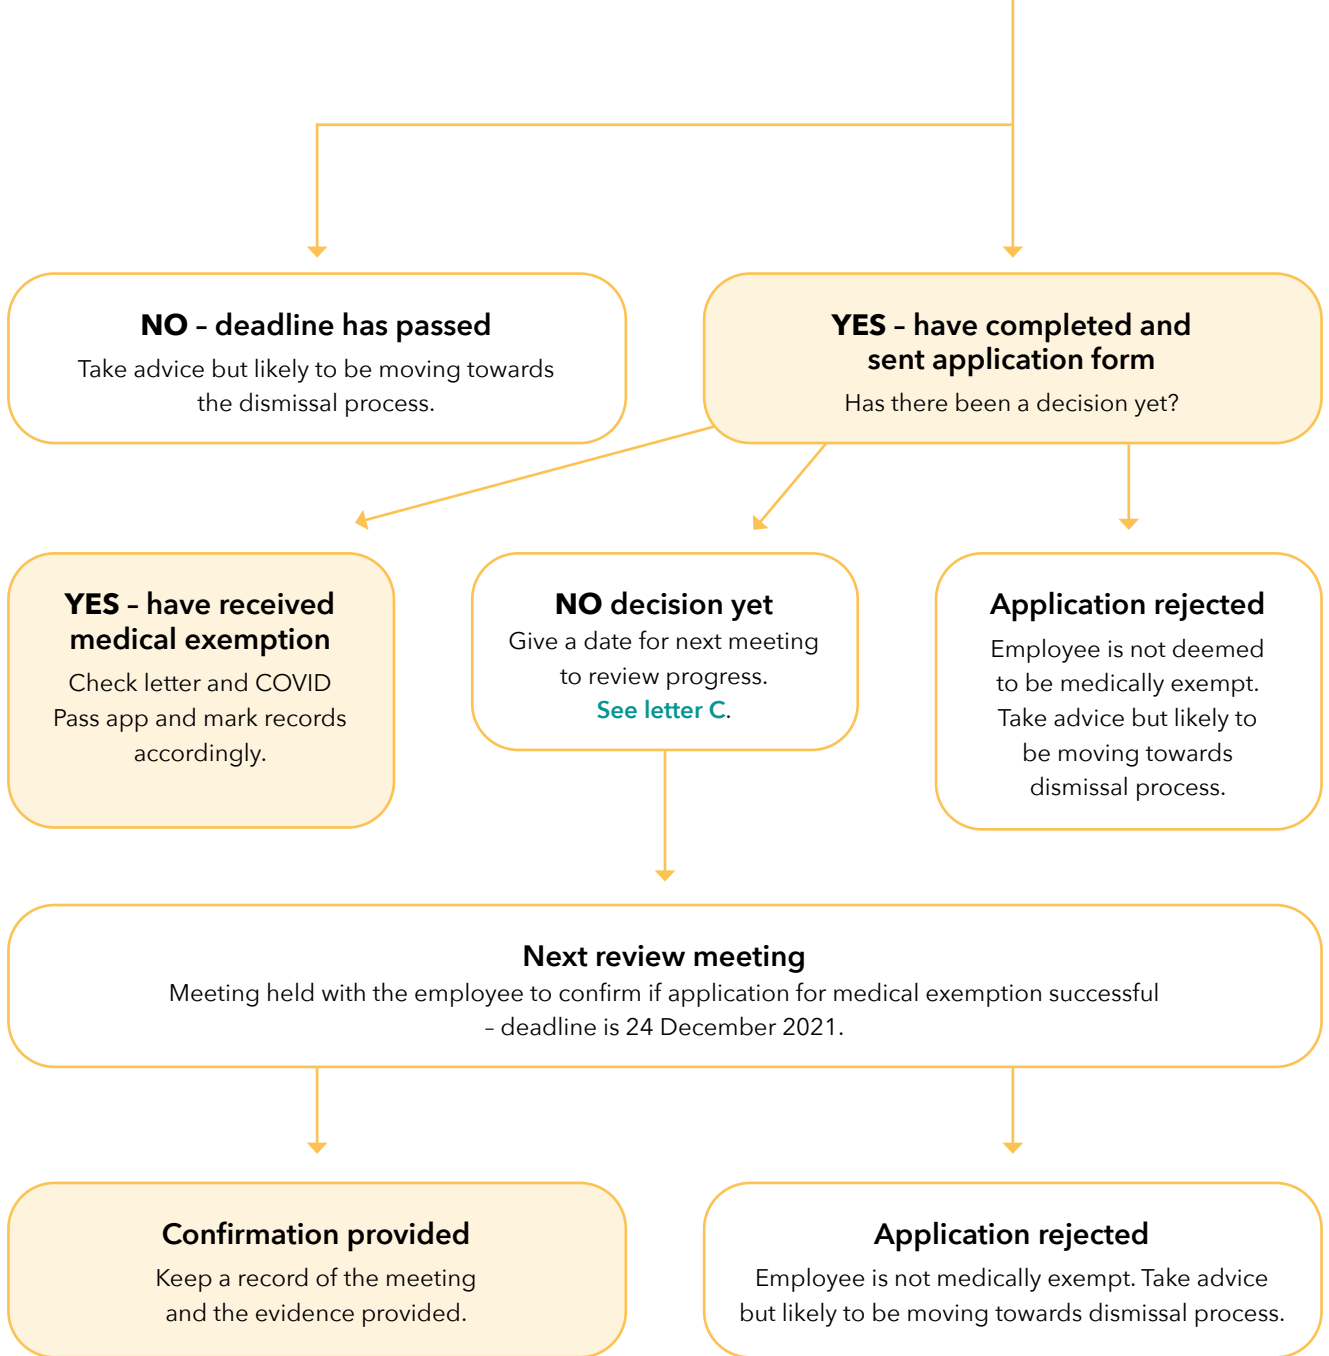 NO – deadline has passed
Take advice but likely to be moving towards
the dismissal process.
YES – have completed and
sent application form
Has there been a decision yet?
YES – have received
medical exemption
Check letter and COVID
Pass app and mark records
accordingly.
NO decision yet
Give a date for next meeting
to review progress.
See letter C.
Application rejected
Employee is not deemed
to be medically exempt.
Take advice but likely to
be moving towards
dismissal process.
Next review meeting
Meeting held with the employee to confirm if application for medical exemption successful
– deadline is 24 December 2021.
Confirmation provided
Keep a record of the meeting
and the evidence provided.
Application rejected
Employee is not medically exempt. Take advice
but likely to be moving towards dismissal process.